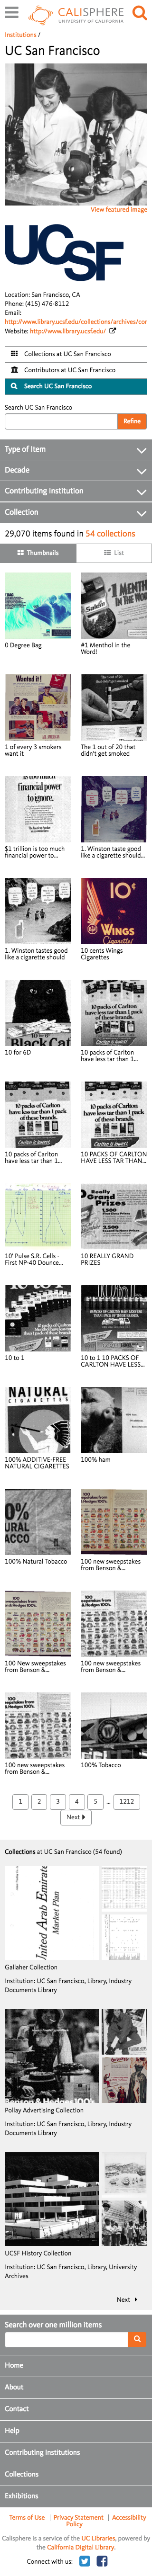 CALISPHERE
UNIVERSITY OF CALIFORNIA
Institutions /
UC San Francisco
View featured image
UCSF
Location: San Francisco, CA
Phone: (415) 476-8112
Email:
http://www.library.ucsf.edu/collections/archives/cor
Website: http://www.library.ucsf.edu/
Collections at UC San Francisco
Contributors at UC San Francisco
Search UC San Francisco
Search UC San Francisco
Refine
Type of Item
Decade
Contributing Institution
Collection
29,070 items found in 54 collections
Thumbnails
List
0 Degree Bag
#1 Menthol in the
Word!
1 of every 3 smokers
want it
The 1 out of 20 that
didn't get smoked
$1 trillion is too much
financial power to...
1. Winston taste good
like a cigarette should...
1. Winston tastes good
like a cigarette should
10 cents Wings
Cigarettes
10 for 6D
10 packs of Carlton
have less tar than 1...
10 packs of Carlton
have less tar than 1...
10 PACKS OF CARLTON
HAVE LESS TAR THAN...
10' Pulse S.R. Cells -
First NP-40 Dounce...
10 REALLY GRAND
PRIZES
10 to 1
10 to 1 10 PACKS OF
CARLTON HAVE LESS...
100% ADDITIVE-FREE
NATURAL CIGARETTES
100% ham
100% Natural Tobacco
100 new sweepstakes
from Benson &...
100 New sweepstakes
from Benson &...
100 new sweepstakes
from Benson &...
100 new sweepstakes
from Benson &...
100% Tobacco
1 2 3 4 5 ... 1212
Next
Collections at UC San Francisco (54 found)
United Arab Emirat
Market Plan
Gallaher Collection
Institution: UC San Francisco, Library, Industry
Documents Library
Pollay Advertising Collection
Institution: UC San Francisco, Library, Industry
Documents Library
UCSF History Collection
Institution: UC San Francisco, Library, University
Archives
Next
Search over one million items
Home
About
Contact
Help
Contributing Institutions
Collections
Exhibitions
Terms of Use | Privacy Statement | Accessibility
Policy
Calisphere is a service of the UC Libraries, powered by
the California Digital Library.
Connect with us: